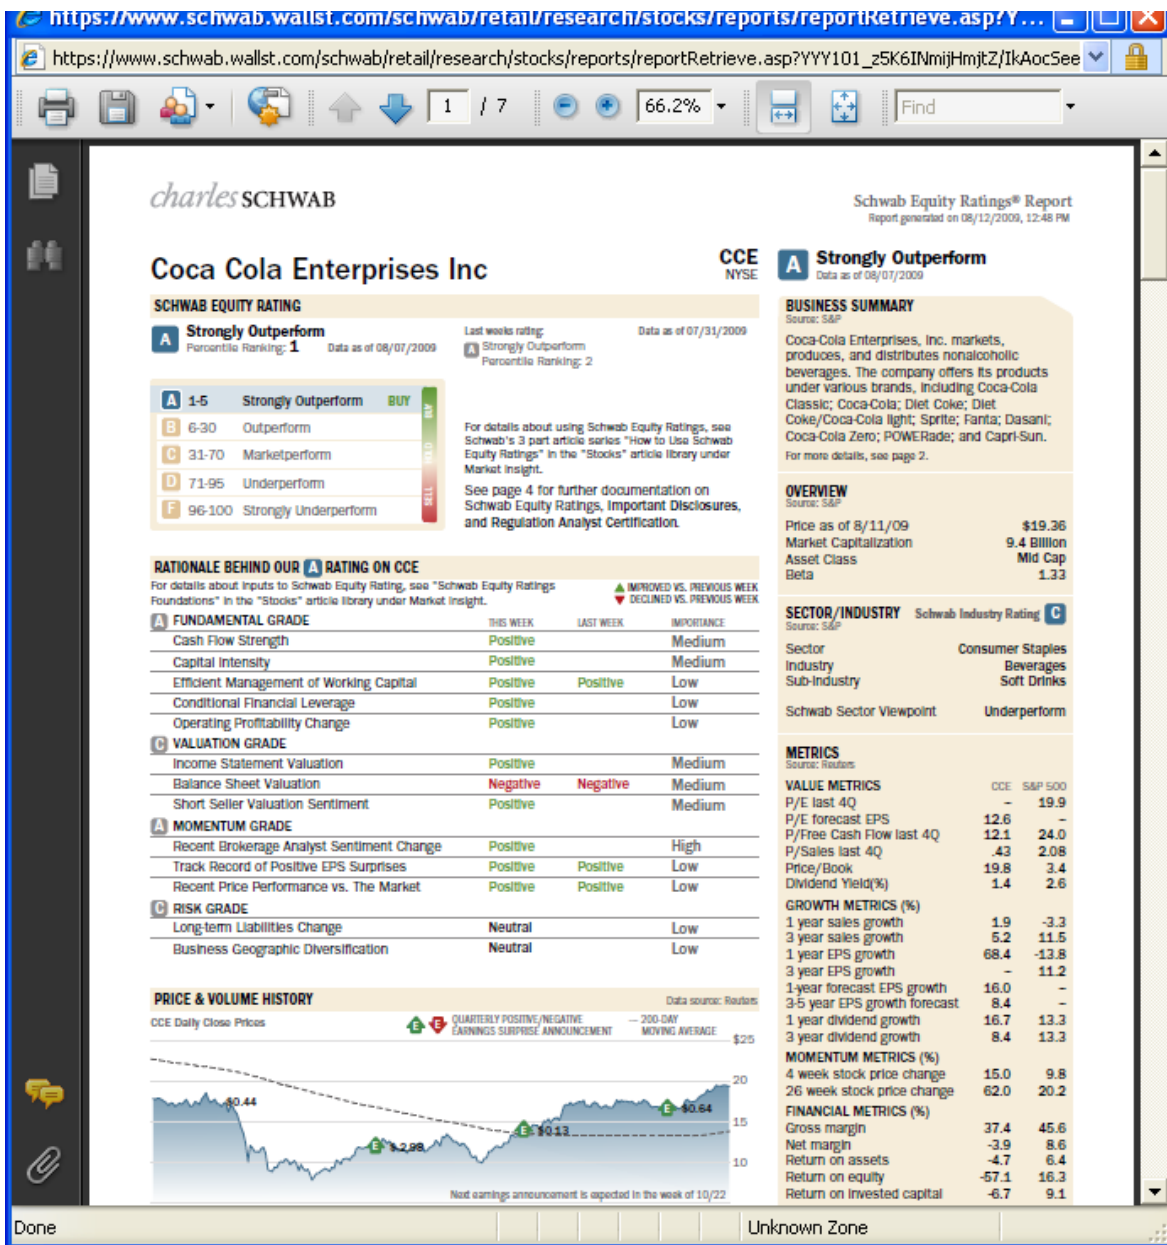 https://www.schwab.wallst.com/schwab/retail/research/stocks/reports/reportRetrieve.asp?Y...
https://www.schwab.wallst.com/schwab/retail/research/stocks/reports/reportRetrieve.asp?YYY101_z5K6INmijHmjtZ/IkAocSee
1 / 7 66.2% Find
charles SCHWAB
Schwab Equity Ratings® Report
Report generated on 08/12/2009, 12:48 PM
Coca Cola Enterprises Inc
CCE
NYSE
A Strongly Outperform
Data as of 08/07/2009
SCHWAB EQUITY RATING
A Strongly Outperform
Percentile Ranking: 1 Data as of 08/07/2009
Last weeks rating: Data as of 07/31/2009
A Strongly Outperform
Percentile Ranking: 2
A 1-5 Strongly Outperform BUY
B 6-30 Outperform
C 31-70 Marketperform
D 71-95 Underperform
F 96-100 Strongly Underperform
BUY
HOLD
SELL
For details about using Schwab Equity Ratings, see
Schwab's 3 part article series "How to Use Schwab
Equity Ratings" in the "Stocks" article library under
Market Insight.
See page 4 for further documentation on
Schwab Equity Ratings, Important Disclosures,
and Regulation Analyst Certification.
RATIONALE BEHIND OUR A RATING ON CCE
For details about inputs to Schwab Equity Rating, see "Schwab Equity Ratings
Foundations" in the "Stocks" article library under Market Insight.
IMPROVED VS. PREVIOUS WEEK
DECLINED VS. PREVIOUS WEEK
A FUNDAMENTAL GRADE THIS WEEK LAST WEEK IMPORTANCE
Cash Flow Strength Positive Medium
Capital Intensity Positive Medium
Efficient Management of Working Capital Positive Positive Low
Conditional Financial Leverage Positive Low
Operating Profitability Change Positive Low
C VALUATION GRADE
Income Statement Valuation Positive Medium
Balance Sheet Valuation Negative Negative Medium
Short Seller Valuation Sentiment Positive Medium
A MOMENTUM GRADE
Recent Brokerage Analyst Sentiment Change Positive High
Track Record of Positive EPS Surprises Positive Positive Low
Recent Price Performance vs. The Market Positive Positive Low
C RISK GRADE
Long-term Liabilities Change Neutral Low
Business Geographic Diversification Neutral Low
PRICE & VOLUME HISTORY Data source: Reuters
CCE Daily Close Prices
E E QUARTERLY POSITIVE/NEGATIVE
EARNINGS SURPRISE ANNOUNCEMENT
200-DAY
MOVING AVERAGE
$25
20
15
10
$0.44
E $-2.98
E $0.13
E $0.64
Next earnings announcement is expected in the week of 10/22
BUSINESS SUMMARY
Source: S&P
Coca-Cola Enterprises, Inc. markets,
produces, and distributes nonalcoholic
beverages. The company offers its products
under various brands, including Coca-Cola
Classic; Coca-Cola; Diet Coke; Diet
Coke/Coca-Cola light; Sprite; Fanta; Dasani;
Coca-Cola Zero; POWERade; and Capri-Sun.
For more details, see page 2.
OVERVIEW
Source: S&P
Price as of 8/11/09 $19.36
Market Capitalization 9.4 Billion
Asset Class Mid Cap
Beta 1.33
SECTOR/INDUSTRY Schwab Industry Rating C
Source: S&P
Sector Consumer Staples
Industry Beverages
Sub-Industry Soft Drinks
Schwab Sector Viewpoint Underperform
METRICS
Source: Reuters
VALUE METRICS CCE S&P 500
P/E last 4Q – 19.9
P/E forecast EPS 12.6 –
P/Free Cash Flow last 4Q 12.1 24.0
P/Sales last 4Q .43 2.08
Price/Book 19.8 3.4
Dividend Yield(%) 1.4 2.6
GROWTH METRICS (%)
1 year sales growth 1.9 -3.3
3 year sales growth 5.2 11.5
1 year EPS growth 68.4 -13.8
3 year EPS growth – 11.2
1-year forecast EPS growth 16.0 –
3-5 year EPS growth forecast 8.4 –
1 year dividend growth 16.7 13.3
3 year dividend growth 8.4 13.3
MOMENTUM METRICS (%)
4 week stock price change 15.0 9.8
26 week stock price change 62.0 20.2
FINANCIAL METRICS (%)
Gross margin 37.4 45.6
Net margin -3.9 8.6
Return on assets -4.7 6.4
Return on equity -57.1 16.3
Return on invested capital -6.7 9.1
Done
Unknown Zone